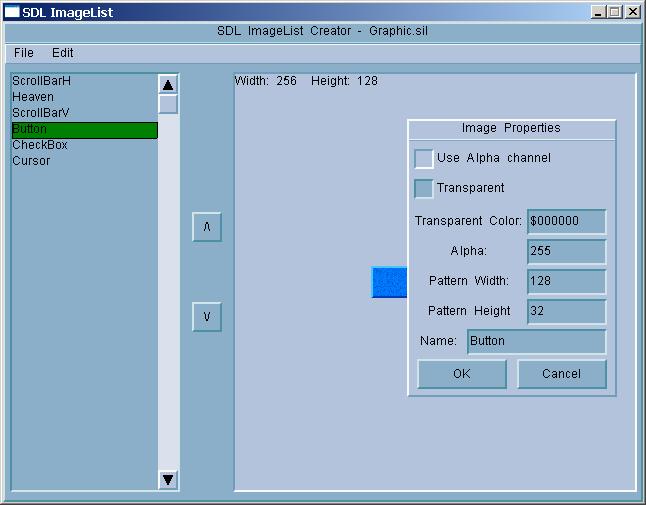 SDL ImageList
SDL ImageList Creator - Graphic.sil
File Edit
ScrollBarH
Heaven
ScrollBarV
Button
CheckBox
Cursor
Λ
V
Width: 256 Height: 128
Image Properties
Use Alpha channel
Transparent
Transparent Color: $000000
Alpha: 255
Pattern Width: 128
Pattern Height 32
Name: Button
OK Cancel